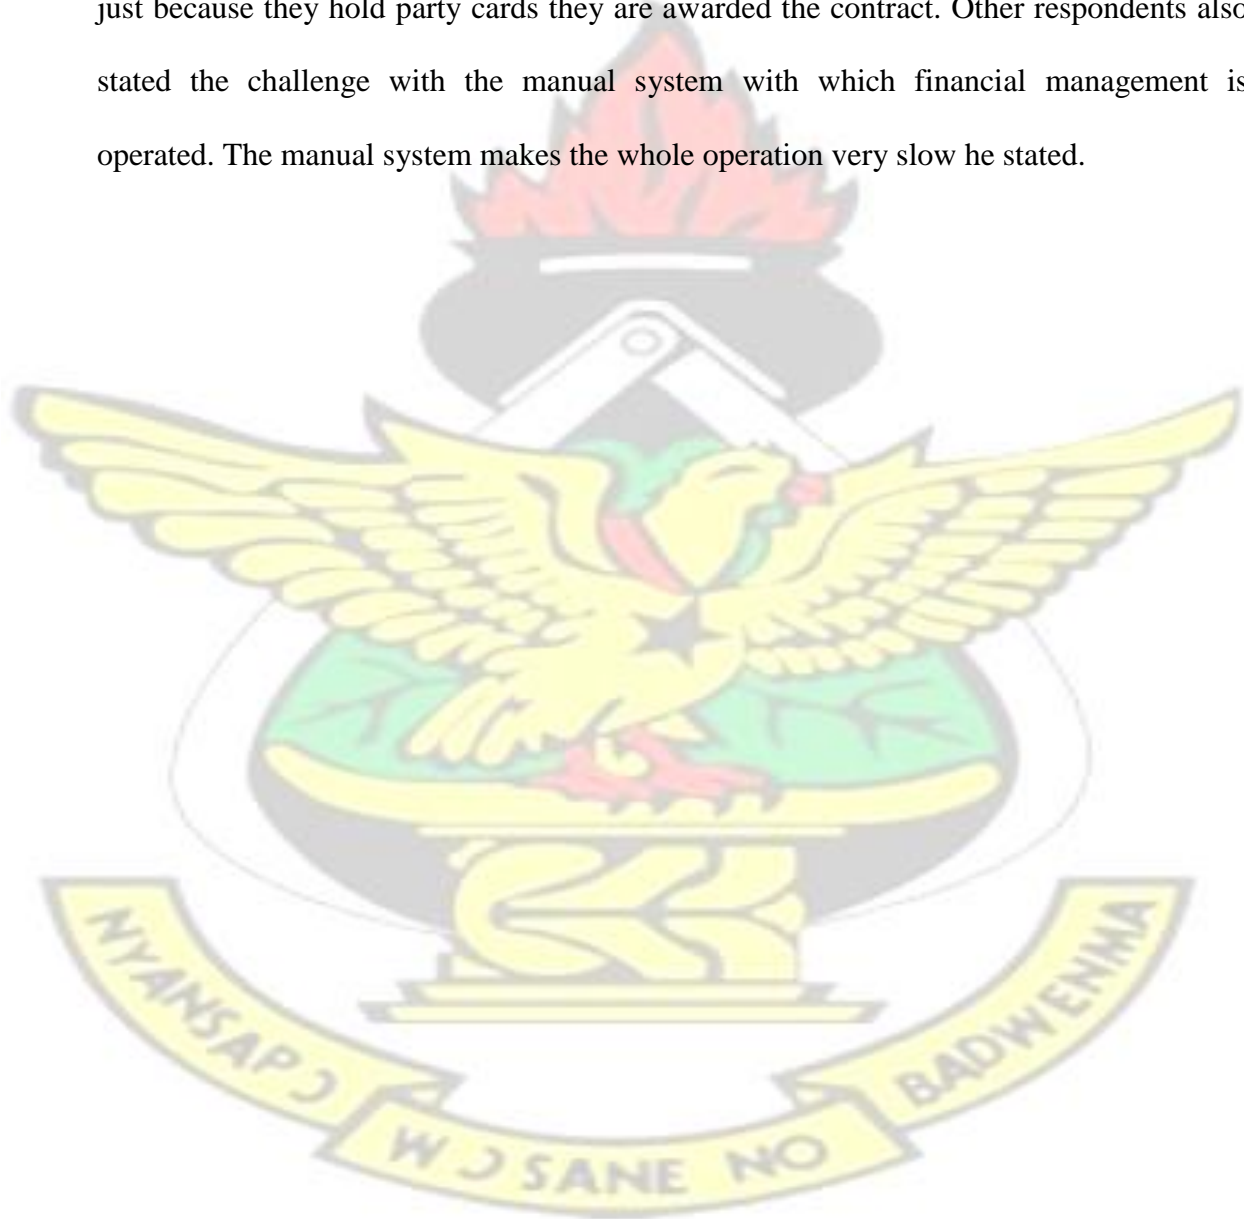 just because they hold party cards they are awarded the contract. Other respondents also
stated the challenge with the manual system with which financial management is
operated. The manual system makes the whole operation very slow he stated.
NYANSAPƆ
WƆSANE NO
BADWENMA